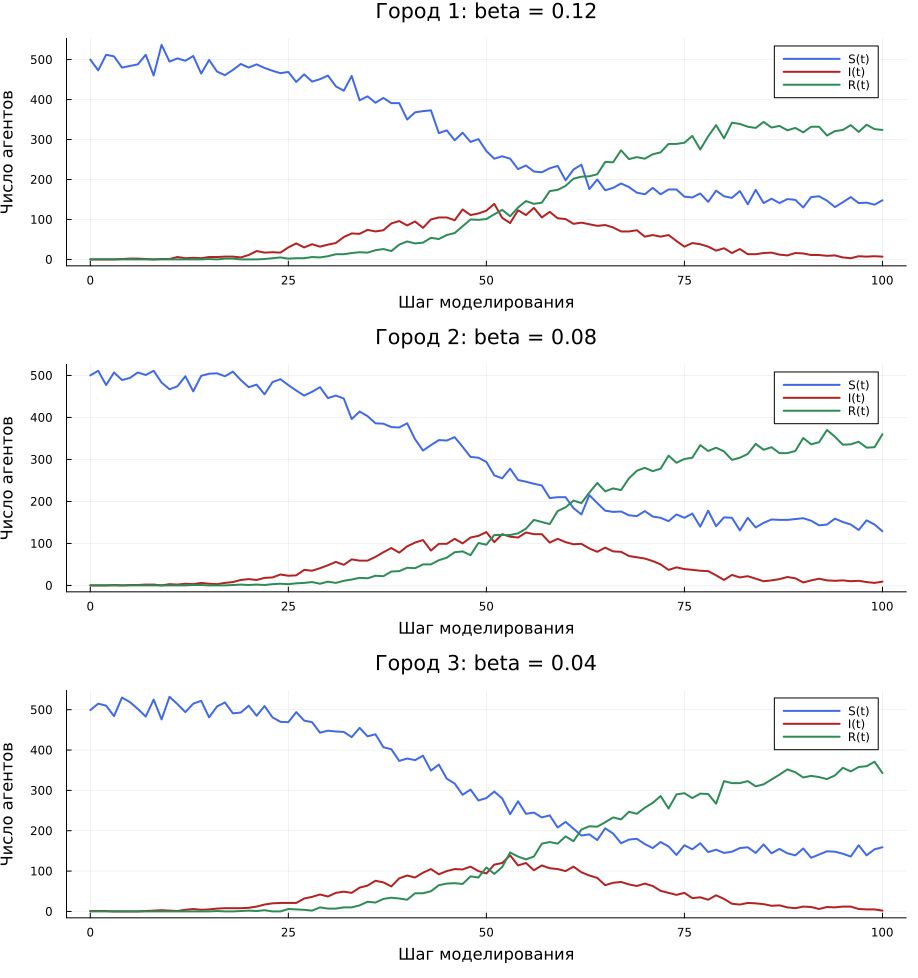 Город 1: beta = 0.12
Число агентов
500
400
300
200
100
0
S(t)
I(t)
R(t)
0 25 50 75 100
Шаг моделирования
Город 2: beta = 0.08
Число агентов
500
400
300
200
100
0
S(t)
I(t)
R(t)
0 25 50 75 100
Шаг моделирования
Город 3: beta = 0.04
Число агентов
500
400
300
200
100
0
S(t)
I(t)
R(t)
0 25 50 75 100
Шаг моделирования